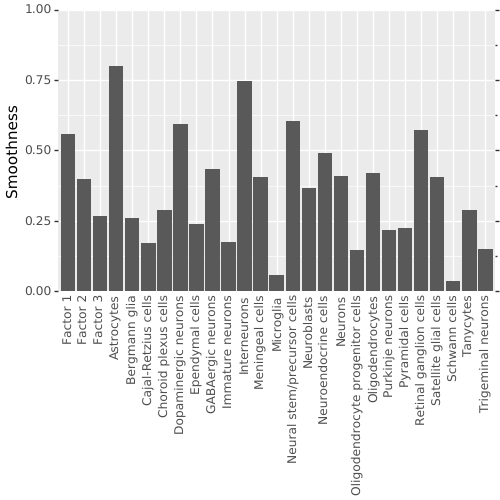 1.00
0.75
0.50
0.25
0.00
Smoothness
Factor 1
Factor 2
Factor 3
Astrocytes
Bergmann glia
Cajal-Retzius cells
Choroid plexus cells
Dopaminergic neurons
Ependymal cells
GABAergic neurons
Immature neurons
Interneurons
Meningeal cells
Microglia
Neural stem/precursor cells
Neuroblasts
Neuroendocrine cells
Neurons
Oligodendrocyte progenitor cells
Oligodendrocytes
Purkinje neurons
Pyramidal cells
Retinal ganglion cells
Satellite glial cells
Schwann cells
Tanycytes
Trigeminal neurons